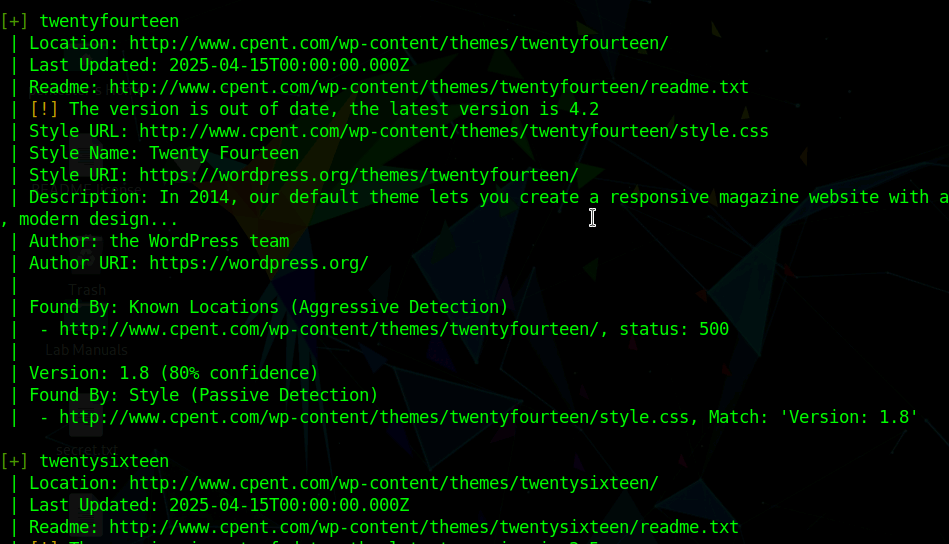 [+] twentyfourteen
| Location: http://www.cpent.com/wp-content/themes/twentyfourteen/
| Last Updated: 2025-04-15T00:00:00.000Z
| Readme: http://www.cpent.com/wp-content/themes/twentyfourteen/readme.txt
| [!] The version is out of date, the latest version is 4.2
| Style URL: http://www.cpent.com/wp-content/themes/twentyfourteen/style.css
| Style Name: Twenty Fourteen
| Style URI: https://wordpress.org/themes/twentyfourteen/
| Description: In 2014, our default theme lets you create a responsive magazine website with a
, modern design...
| Author: the WordPress team
| Author URI: https://wordpress.org/
|
Trash
| Found By: Known Locations (Aggressive Detection)
|  - http://www.cpent.com/wp-content/themes/twentyfourteen/, status: 500
|
Lab Manuals
| Version: 1.8 (80% confidence)
| Found By: Style (Passive Detection)
|  - http://www.cpent.com/wp-content/themes/twentyfourteen/style.css, Match: 'Version: 1.8'
[+] twentysixteen
| Location: http://www.cpent.com/wp-content/themes/twentysixteen/
| Last Updated: 2025-04-15T00:00:00.000Z
| Readme: http://www.cpent.com/wp-content/themes/twentysixteen/readme.txt